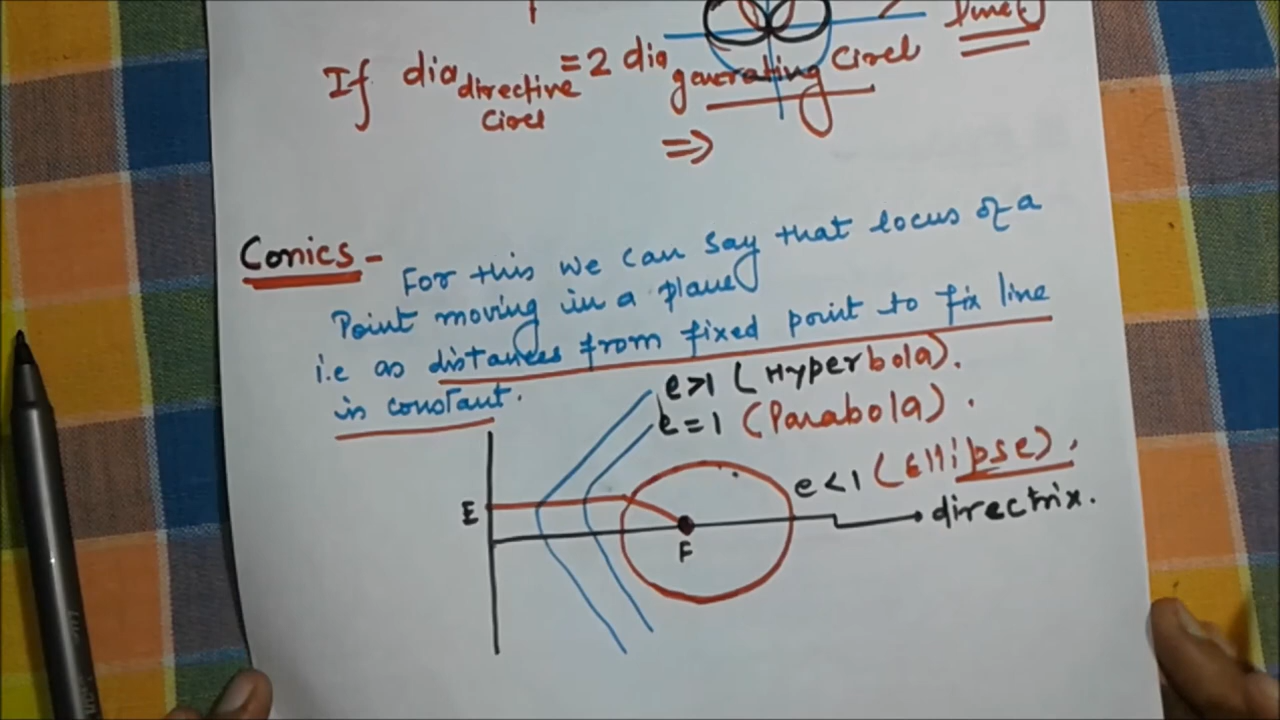 line
If dia directive circl = 2 dia generating Circl
⇒
Conics -
For this we can say that locus of a
Point moving in a plane
i.e as distances from fixed point to fix line
is constant.
e>1 (Hyperbola).
e=1 (Parabola).
e<1 (Ellipse).
E
directrix.
F